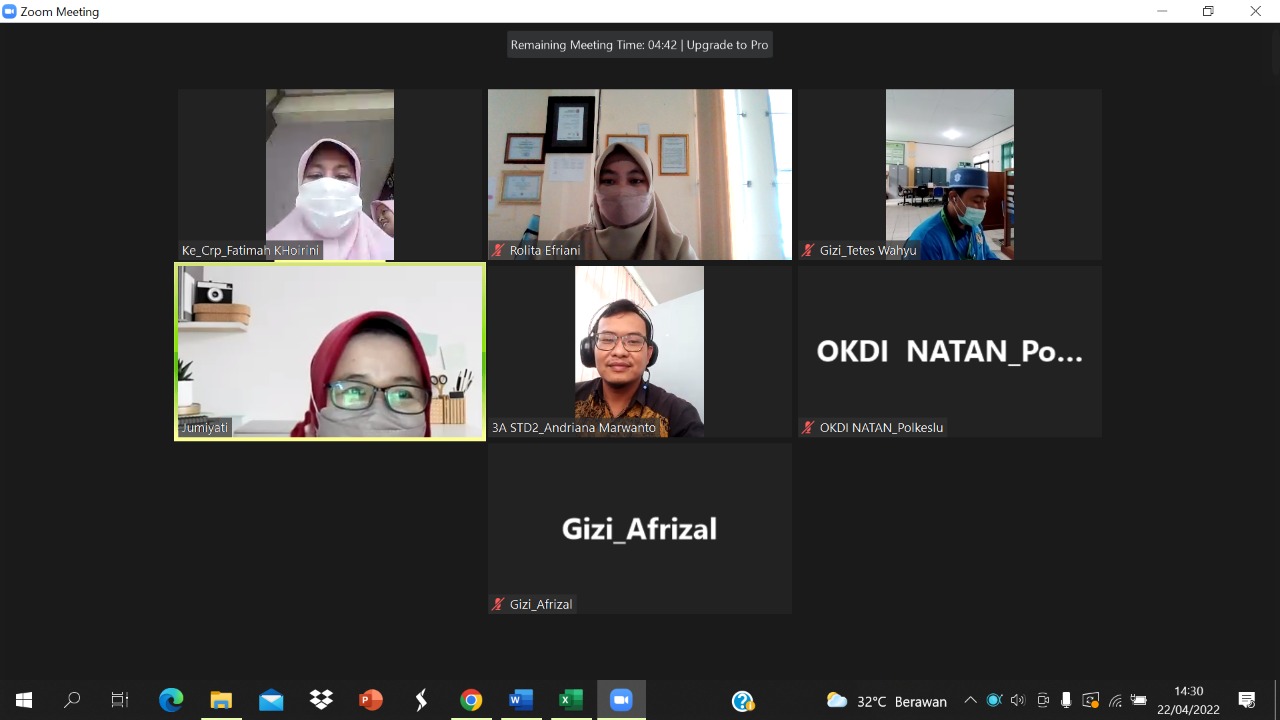 Zoom Meeting
Remaining Meeting Time: 04:42 | Upgrade to Pro
Ke_Crp_Fatimah KHoirini
Rolita Efriani
Gizi_Tetes Wahyu
Jumiyati
3A STD2_Andriana Marwanto
OKDI NATAN_Po...
OKDI NATAN_Polkeslu
Gizi_Afrizal
Gizi_Afrizal
32°C Berawan
14:30
22/04/2022